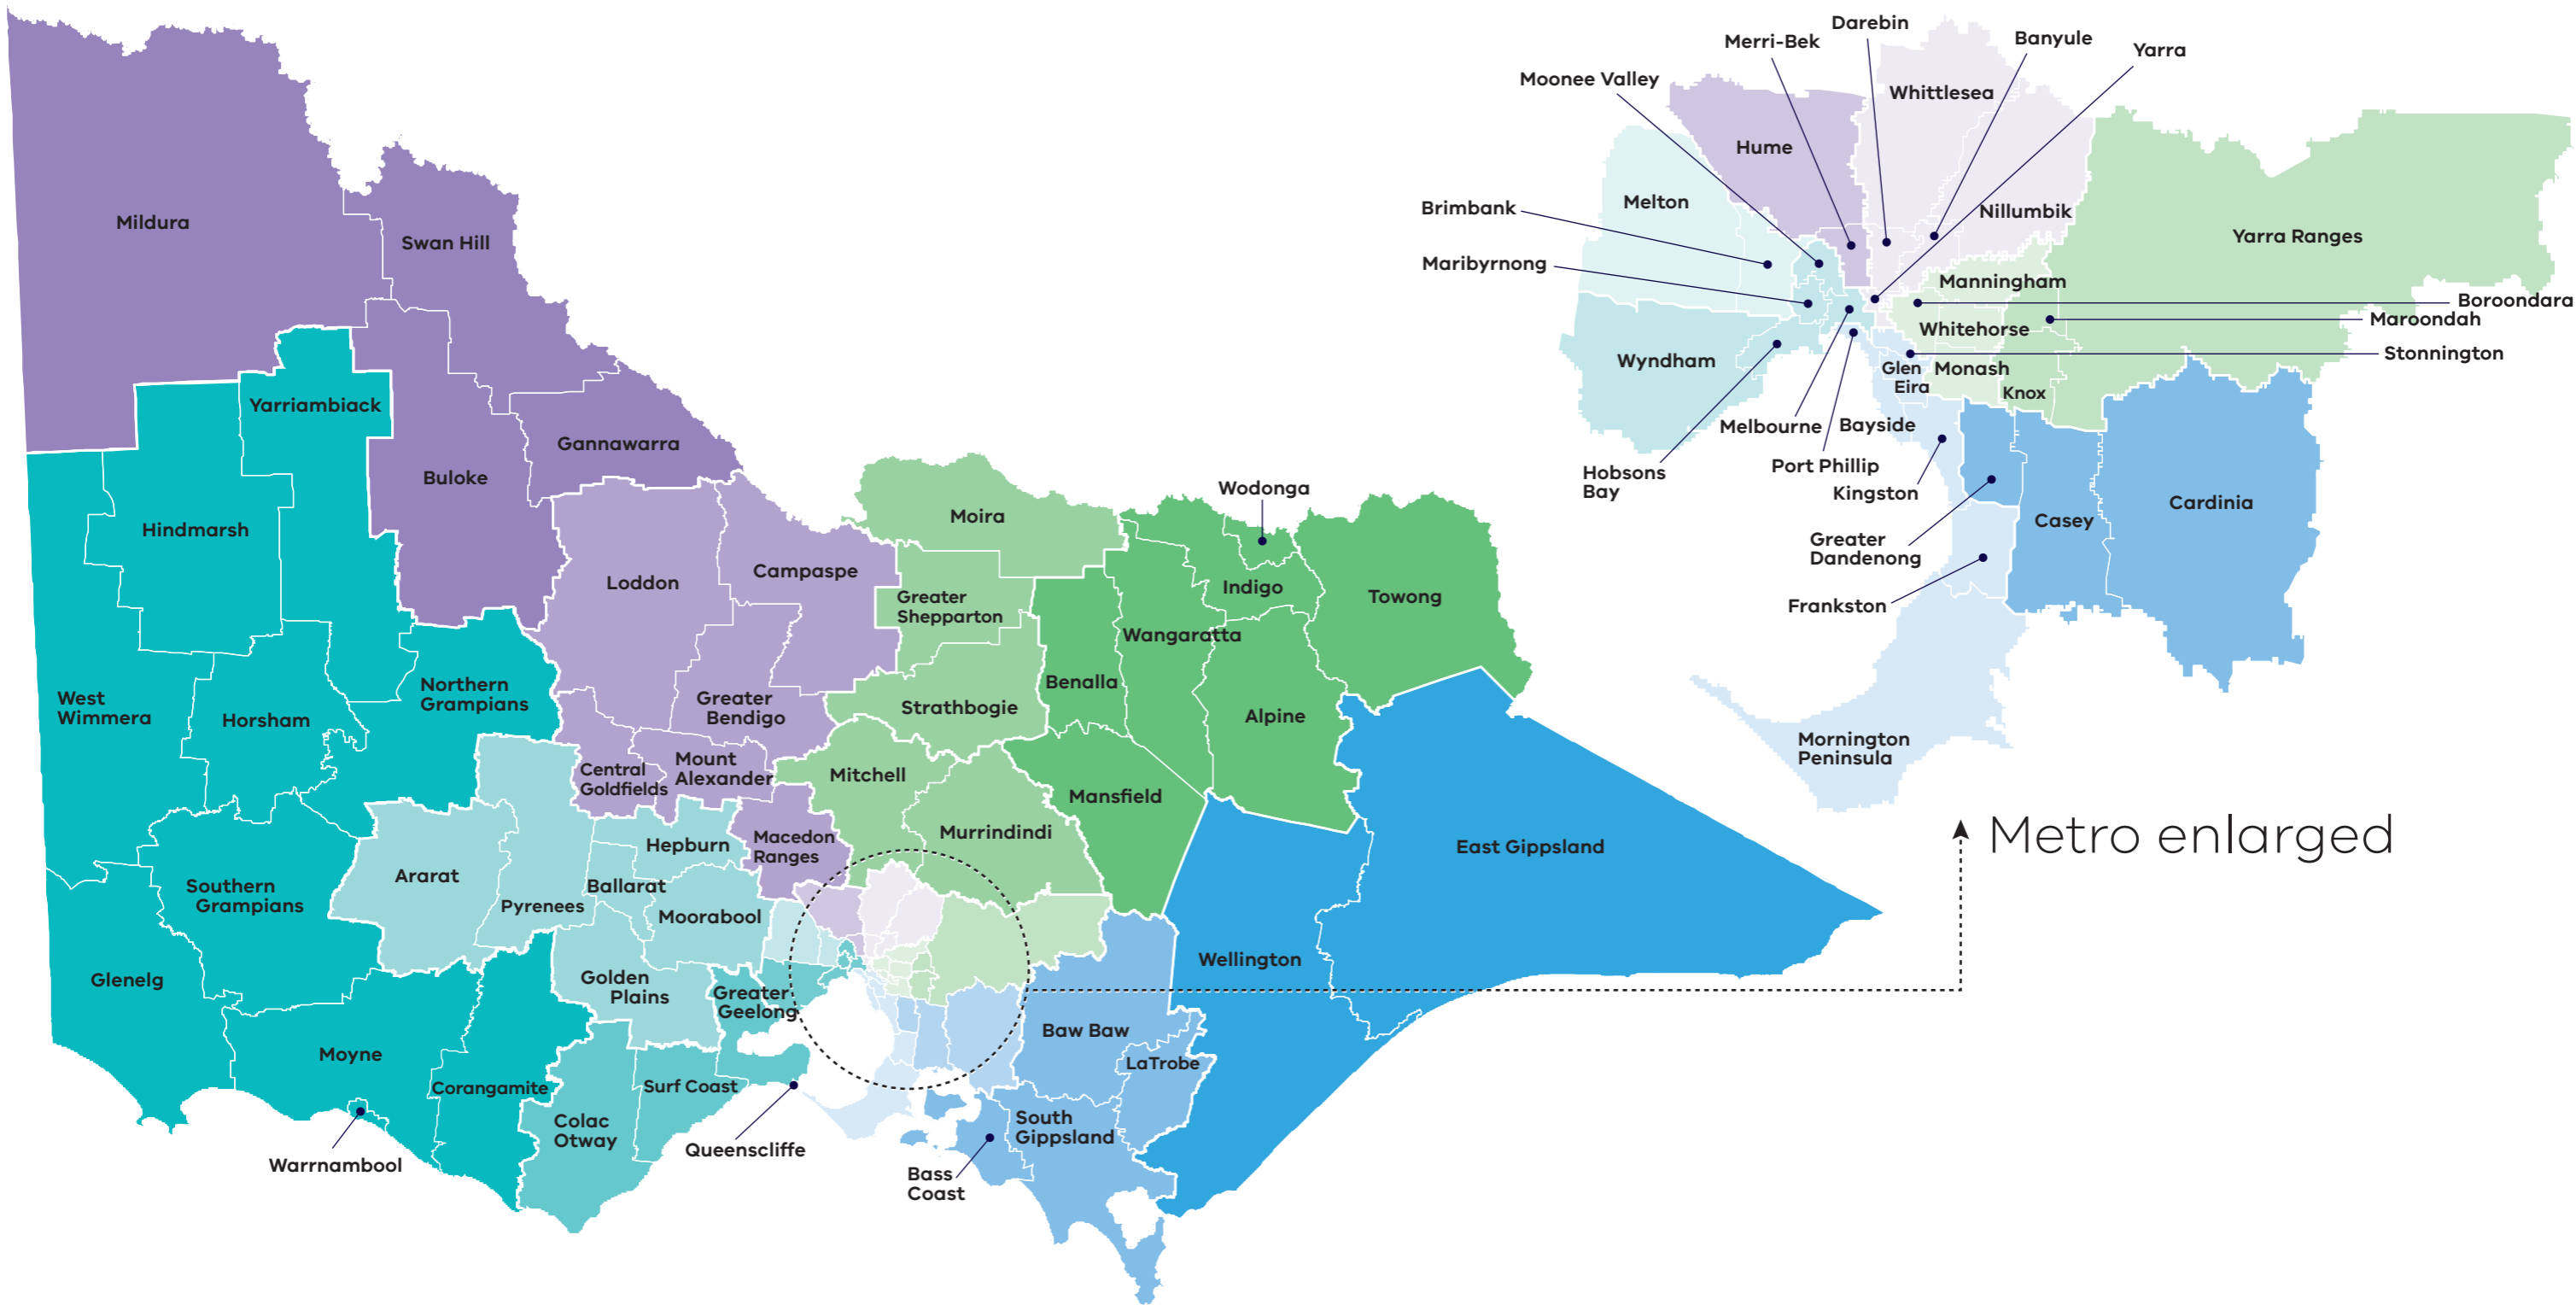 Mildura
Swan Hill
Yarriambiack
Gannawarra
Buloke
Hindmarsh
Loddon
Campaspe
Moira
Wodonga
Greater
Shepparton
Indigo
Towong
Wangaratta
West
Wimmera
Horsham
Northern
Grampians
Greater
Bendigo
Strathbogie
Benalla
Alpine
Central
Goldfields
Mount
Alexander
Mitchell
Mansfield
Murrindindi
Macedon
Ranges
Hepburn
Ararat
Pyrenees
Ballarat
Moorabool
Southern
Grampians
East Gippsland
Wellington
Glenelg
Golden
Plains
Greater
Geelong
Moyne
Corangamite
Surf Coast
Colac
Otway
Baw Baw
LaTrobe
South
Gippsland
Warrnambool
Queenscliffe
Bass
Coast
Darebin
Merri-Bek
Banyule
Yarra
Moonee Valley
Whittlesea
Hume
Melton
Brimbank
Nillumbik
Yarra Ranges
Maribyrnong
Manningham
Boroondara
Maroondah
Whitehorse
Stonnington
Wyndham
Glen
Eira
Monash
Knox
Melbourne
Bayside
Hobsons
Bay
Port Phillip
Kingston
Cardinia
Casey
Greater
Dandenong
Frankston
Mornington
Peninsula
Metro enlarged